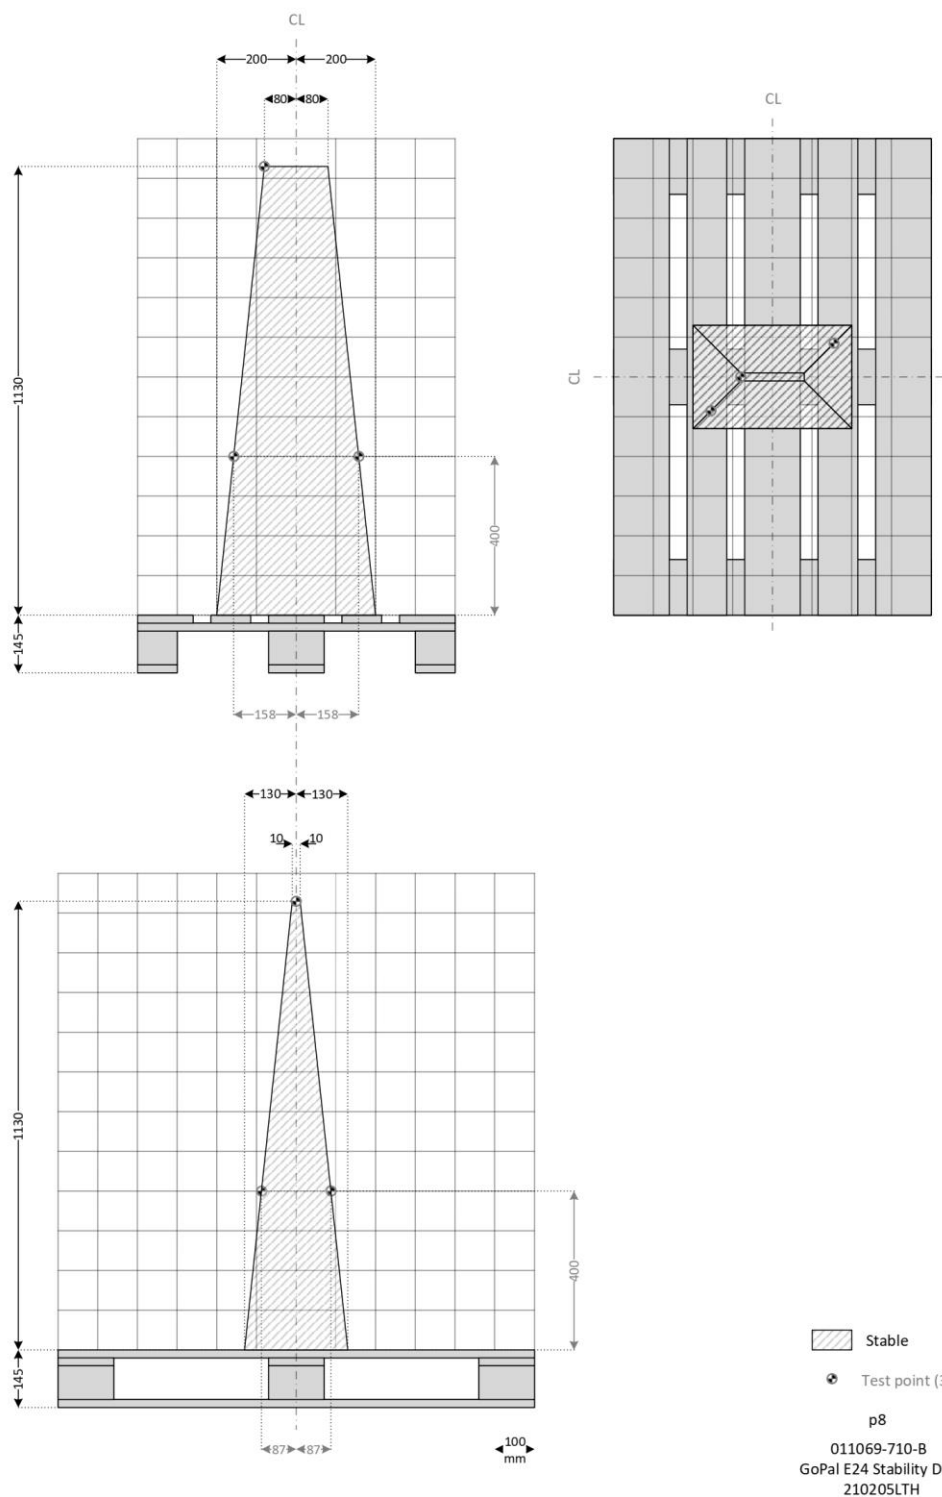 CL
200 200
80 80
CL
1130
CL
400
145
158 158
130 130
10 10
1130
400
145
87 87
100
mm
Stable
Test point (3
p8
011069-710-B
GoPal E24 Stability D
210205LTH